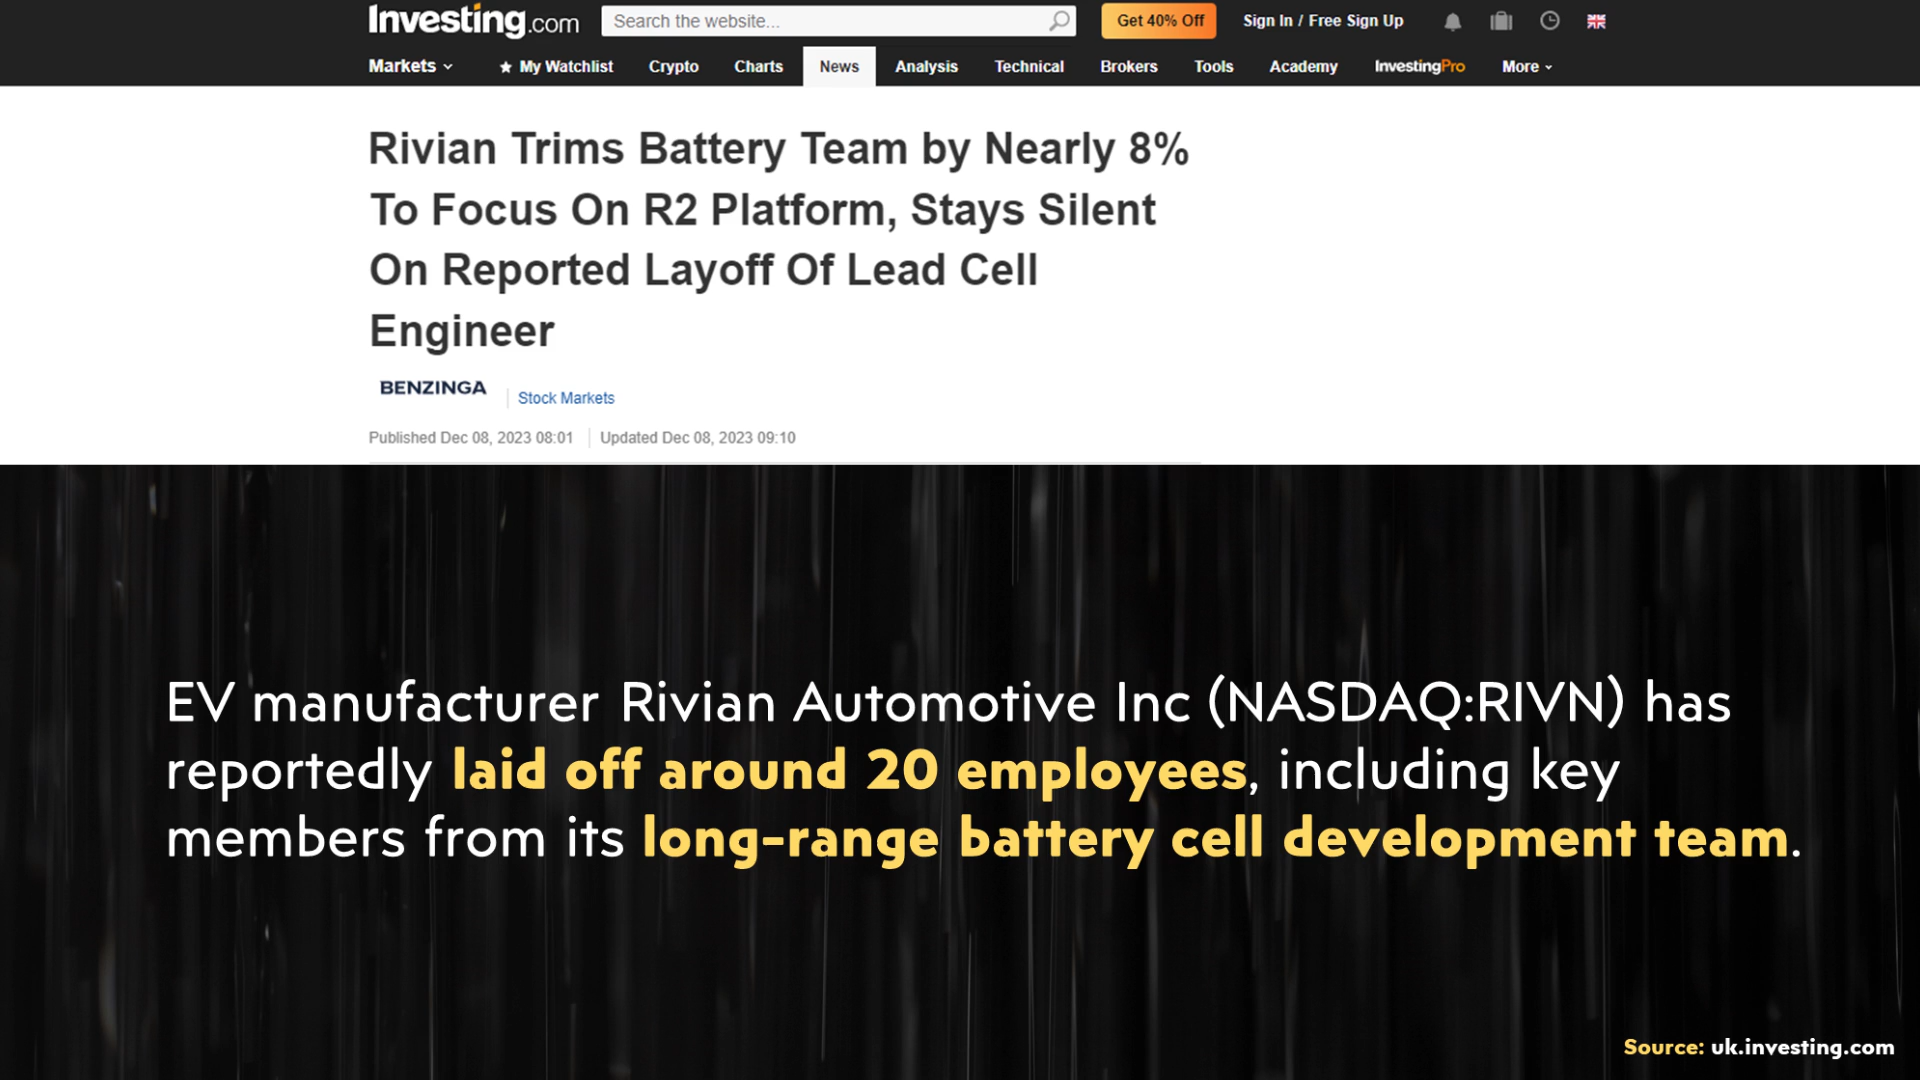 Investing.com
Search the website...
Get 40% Off
Sign In / Free Sign Up
Markets
My Watchlist
Crypto
Charts
News
Analysis
Technical
Brokers
Tools
Academy
InvestingPro
More
Rivian Trims Battery Team by Nearly 8%
To Focus On R2 Platform, Stays Silent
On Reported Layoff Of Lead Cell
Engineer
BENZINGA
Stock Markets
Published Dec 08, 2023 08:01
Updated Dec 08, 2023 09:10
EV manufacturer Rivian Automotive Inc (NASDAQ:RIVN) has
reportedly laid off around 20 employees, including key
members from its long-range battery cell development team.
Source: uk.investing.com